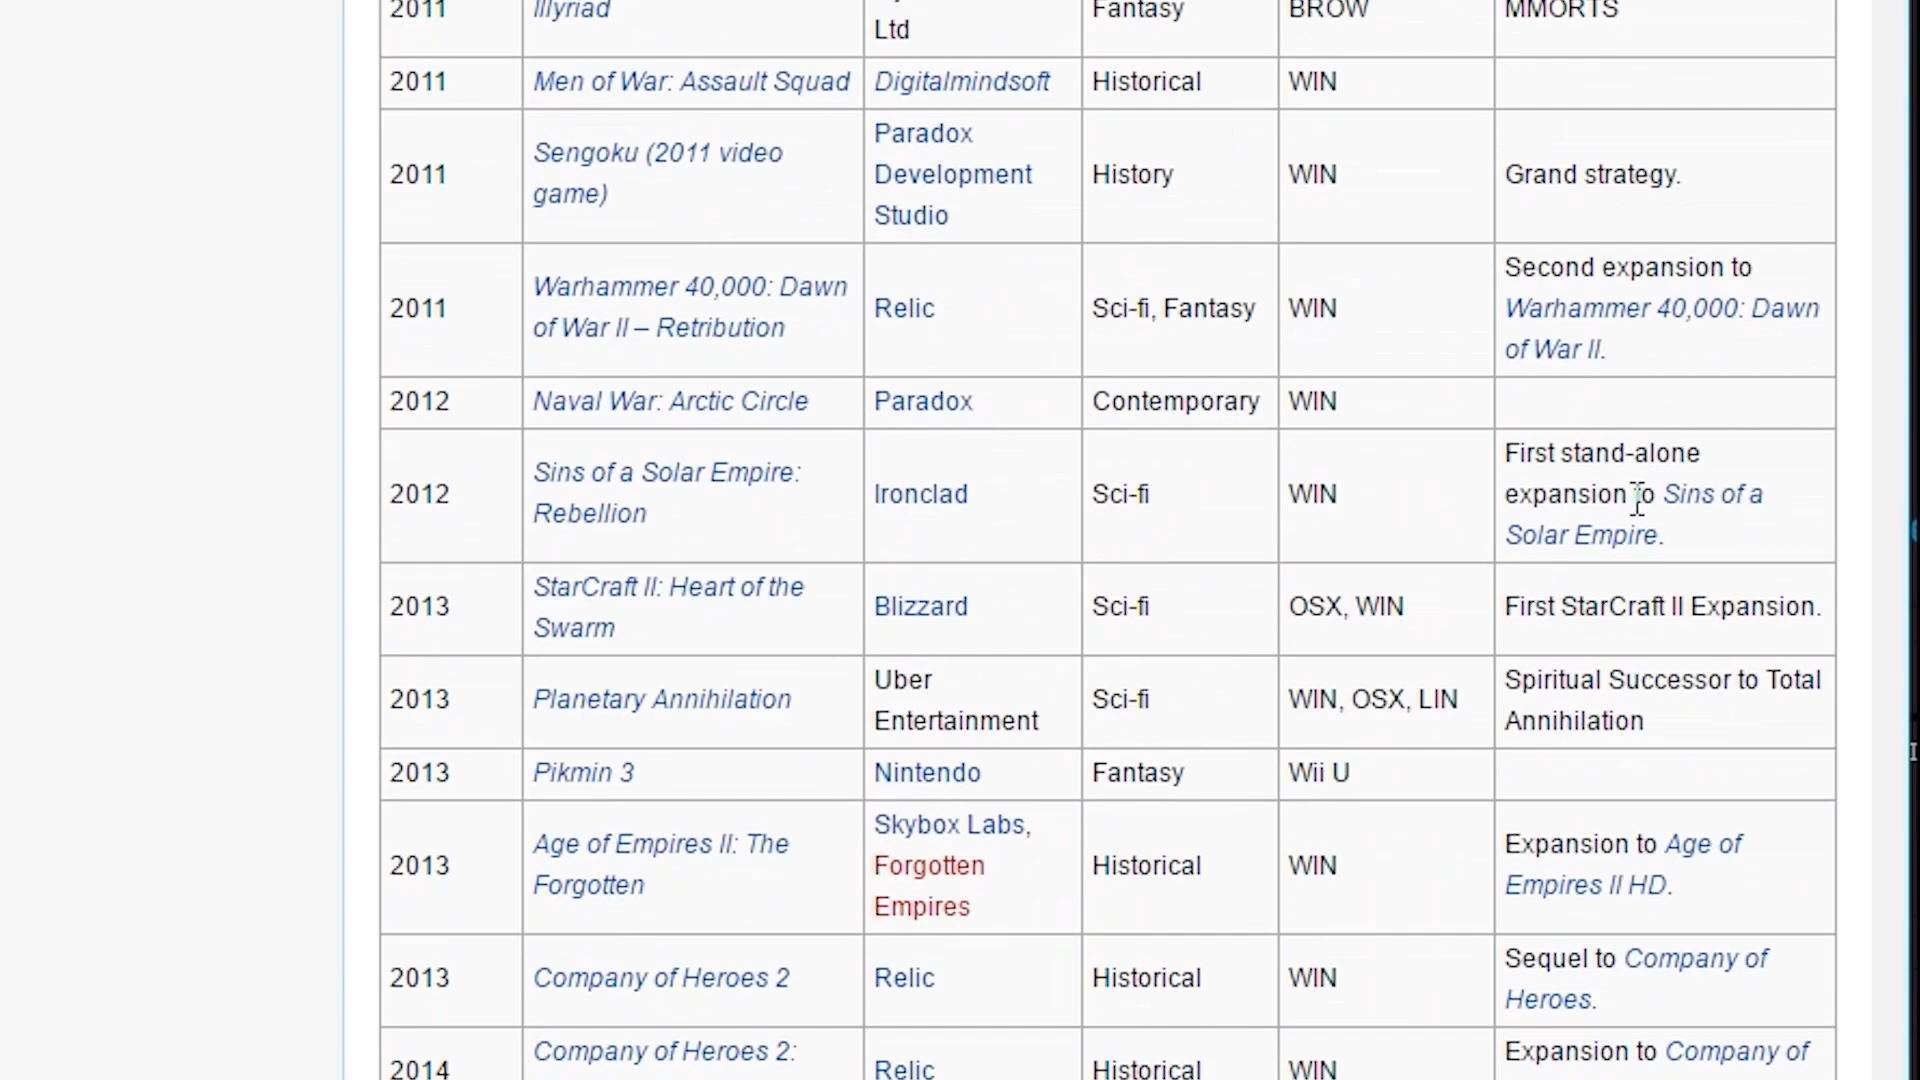 2011 Illyriad Fantasy BROW MMORTS
Ltd
2011 Men of War: Assault Squad Digitalmindsoft Historical WIN
2011 Sengoku (2011 video
game) Paradox
Development
Studio History WIN Grand strategy.
2011 Warhammer 40,000: Dawn
of War II – Retribution Relic Sci-fi, Fantasy WIN Second expansion to
Warhammer 40,000: Dawn
of War II.
2012 Naval War: Arctic Circle Paradox Contemporary WIN
2012 Sins of a Solar Empire:
Rebellion Ironclad Sci-fi WIN First stand-alone
expansion to Sins of a
Solar Empire.
2013 StarCraft II: Heart of the
Swarm Blizzard Sci-fi OSX, WIN First StarCraft II Expansion.
2013 Planetary Annihilation Uber
Entertainment Sci-fi WIN, OSX, LIN Spiritual Successor to Total
Annihilation
2013 Pikmin 3 Nintendo Fantasy Wii U
2013 Age of Empires II: The
Forgotten Skybox Labs,
Forgotten
Empires Historical WIN Expansion to Age of
Empires II HD.
2013 Company of Heroes 2 Relic Historical WIN Sequel to Company of
Heroes.
2014 Company of Heroes 2: Relic Historical WIN Expansion to Company of